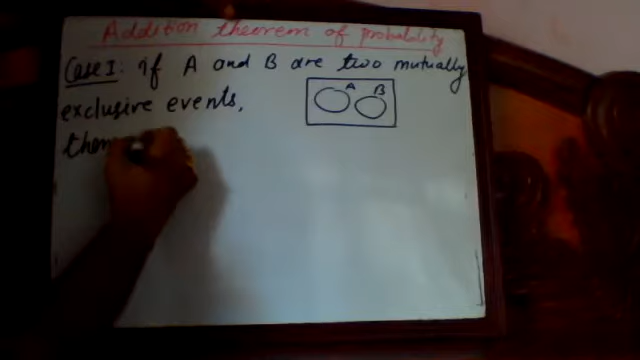 Addition theorem of probability
Case I. If A and B are two mutually
exclusive events,
A B
then